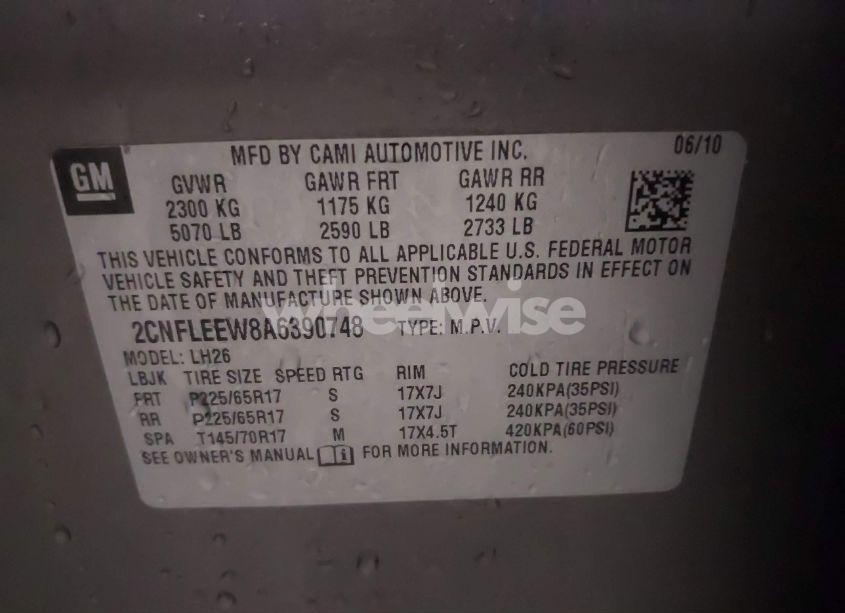 GM
MFD BY CAMI AUTOMOTIVE INC. 06/10
GVWR GAWR FRT GAWR RR
2300 KG 1175 KG 1240 KG
5070 LB 2590 LB 2733 LB
THIS VEHICLE CONFORMS TO ALL APPLICABLE U.S. FEDERAL MOTOR
VEHICLE SAFETY AND THEFT PREVENTION STANDARDS IN EFFECT ON
THE DATE OF MANUFACTURE SHOWN ABOVE.
wheelwise
2CNFLEEW8A6390748 TYPE: M.P.V.
MODEL: LH26
LBJK TIRE SIZE SPEED RTG RIM COLD TIRE PRESSURE
FRT P225/65R17 S 17X7J 240KPA(35PSI)
RR P225/65R17 S 17X7J 240KPA(35PSI)
SPA T145/70R17 M 17X4.5T 420KPA(60PSI)
SEE OWNER'S MANUAL i FOR MORE INFORMATION.